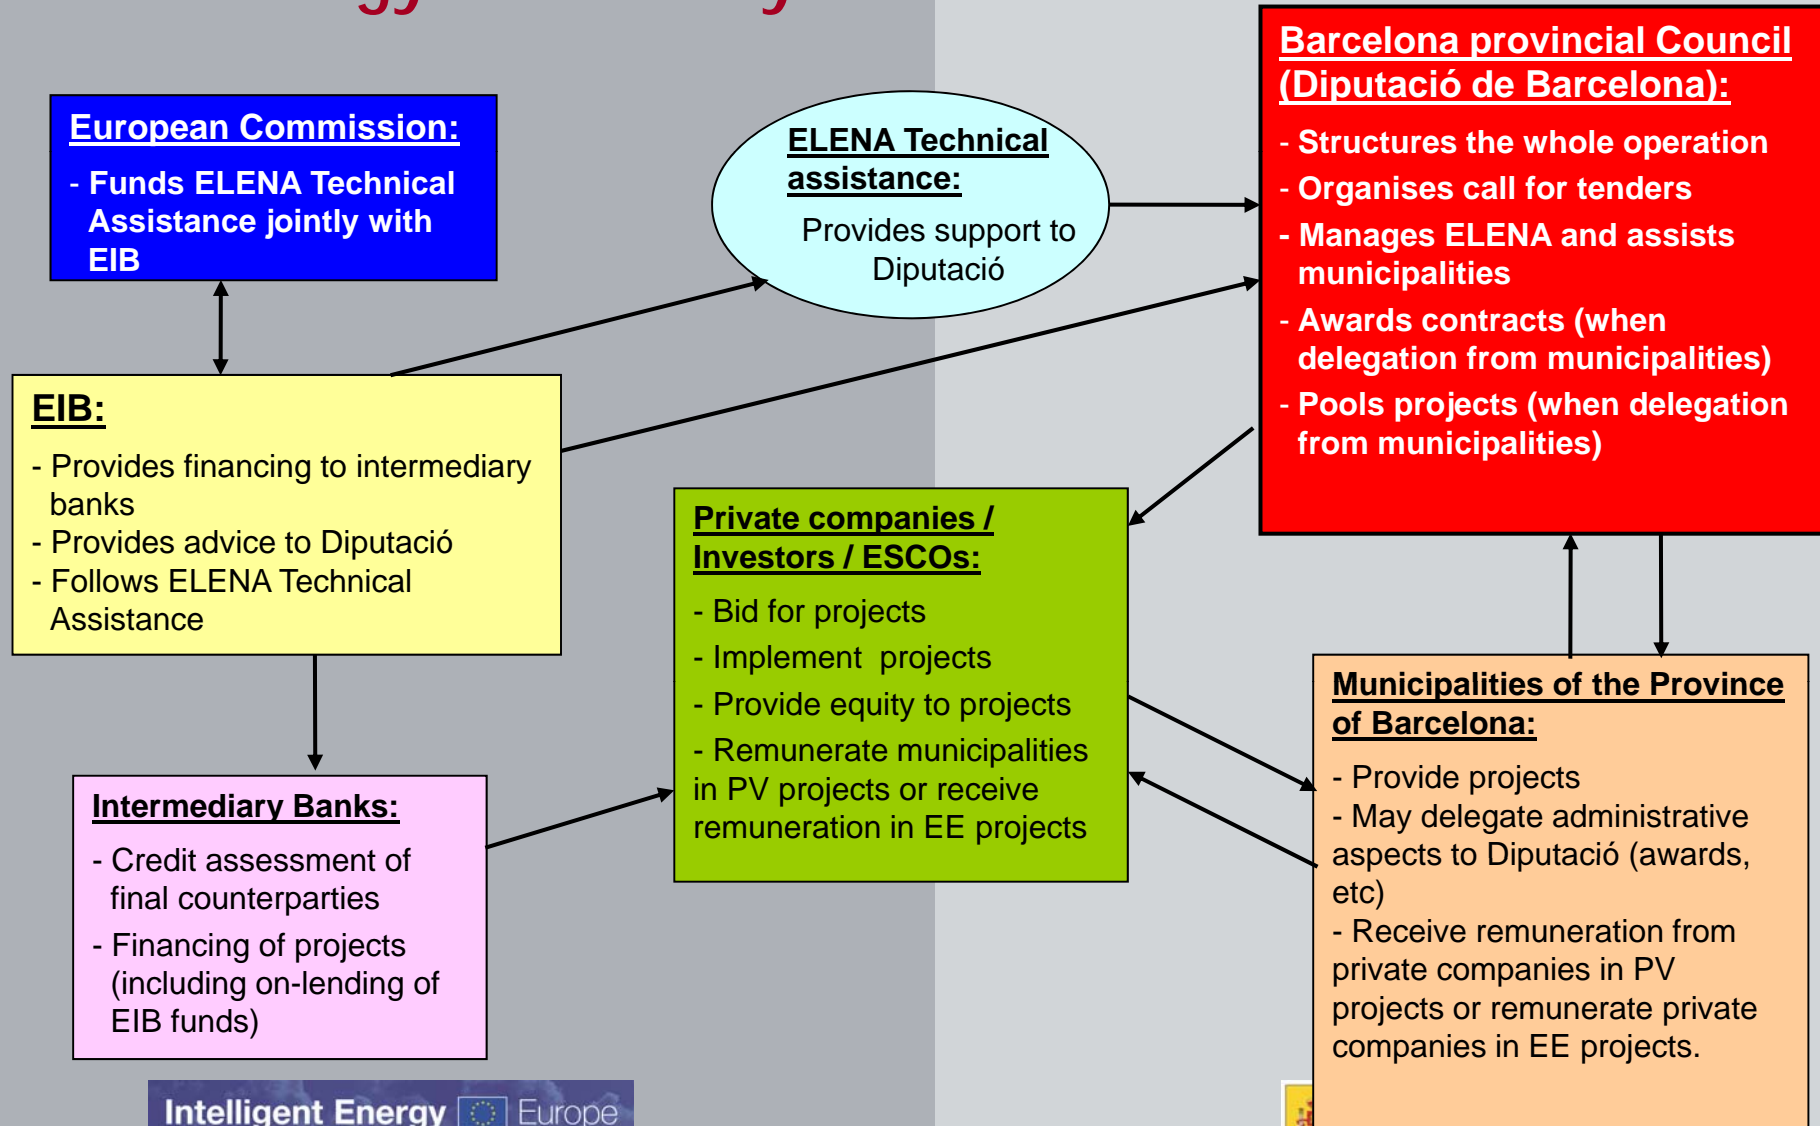 European Commission:
- Funds ELENA Technical
Assistance jointly with
EIB
ELENA Technical
assistance:
Provides support to
Diputació
Barcelona provincial Council
(Diputació de Barcelona):
- Structures the whole operation
- Organises call for tenders
- Manages ELENA and assists
municipalities
- Awards contracts (when
delegation from municipalities)
- Pools projects (when delegation
from municipalities)
EIB:
- Provides financing to intermediary
banks
- Provides advice to Diputació
- Follows ELENA Technical
Assistance
Private companies /
Investors / ESCOs:
- Bid for projects
- Implement projects
- Provide equity to projects
- Remunerate municipalities
in PV projects or receive
remuneration in EE projects
Intermediary Banks:
- Credit assessment of
final counterparties
- Financing of projects
(including on-lending of
EIB funds)
Municipalities of the Province
of Barcelona:
- Provide projects
- May delegate administrative
aspects to Diputació (awards,
etc)
- Receive remuneration from
private companies in PV
projects or remunerate private
companies in EE projects.
Intelligent Energy Europe